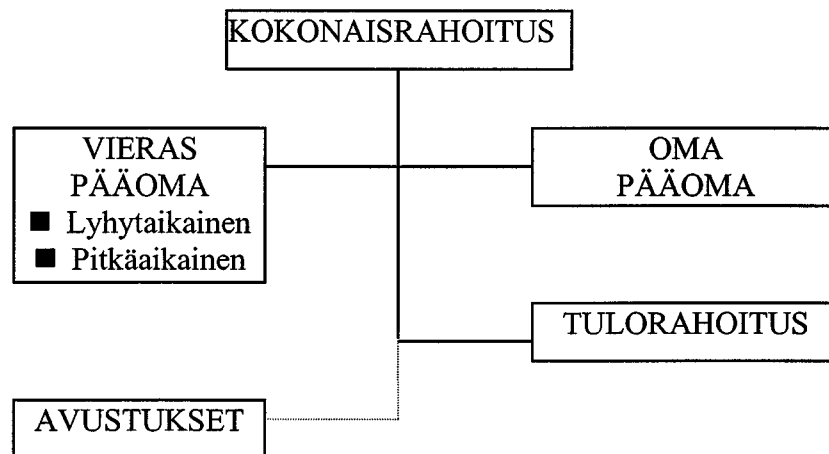 KOKONAISRAHOITUS
VIERAS
PÄÄOMA
■ Lyhytaikainen
■ Pitkäaikainen
OMA
PÄÄOMA
TULORAHOITUS
AVUSTUKSET